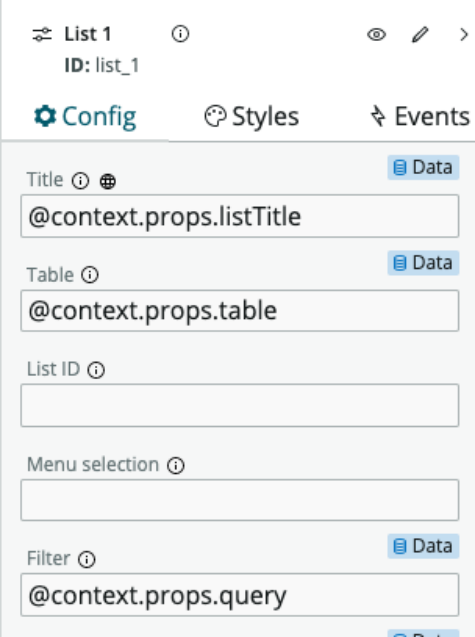 List 1
ID: list_1
Config Styles Events
Data
Title
@context.props.listTitle
Data
Table
@context.props.table
List ID
Menu selection
Data
Filter
@context.props.query